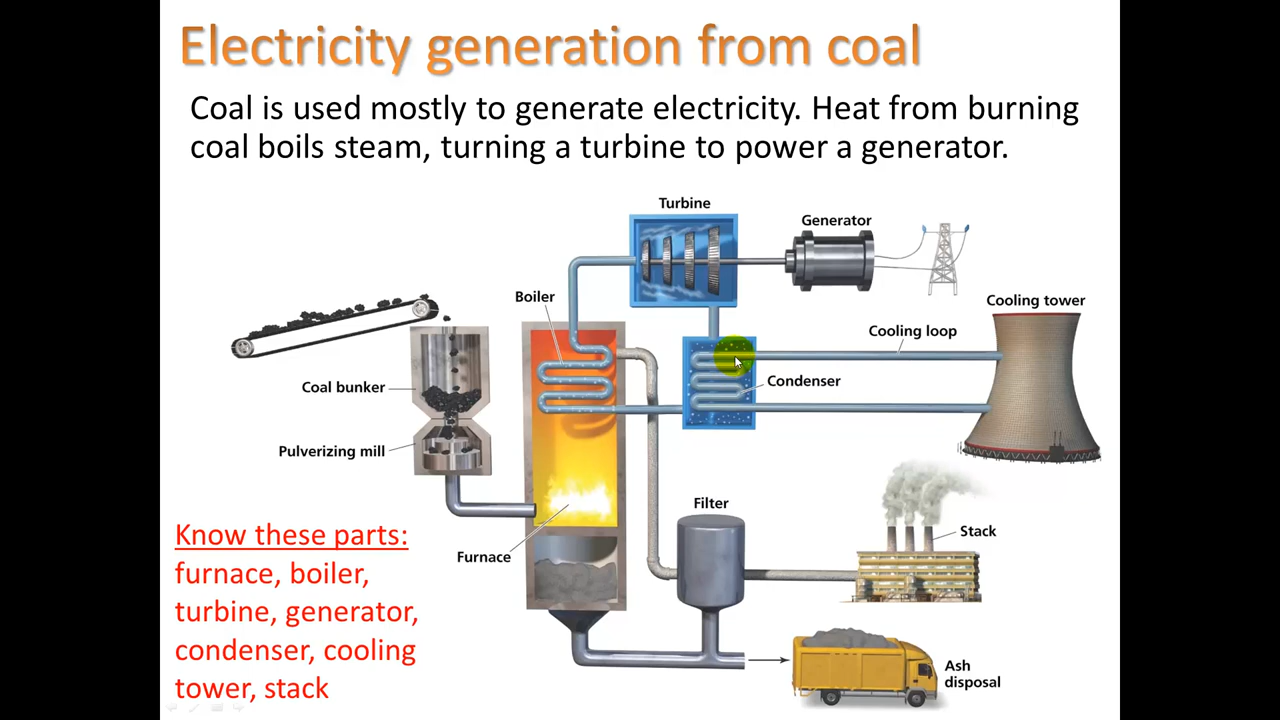 Electricity generation from coal
Coal is used mostly to generate electricity. Heat from burning
coal boils steam, turning a turbine to power a generator.
Turbine
Generator
Boiler
Cooling tower
Cooling loop
Coal bunker
Condenser
Pulverizing mill
Filter
Stack
Furnace
Know these parts:
furnace, boiler,
turbine, generator,
condenser, cooling
tower, stack
Ash
disposal